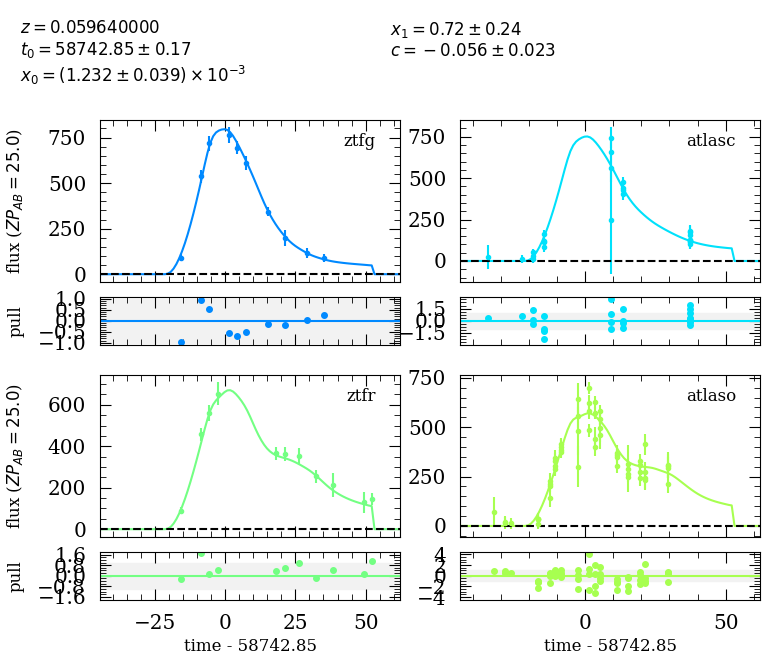 z = 0.059640000
t0 = 58742.85 ± 0.17
x0 = (1.232 ± 0.039) × 10^−3
x1 = 0.72 ± 0.24
c = −0.056 ± 0.023
flux (ZP_AB = 25.0)
750
500
250
0
ztfg
750
500
250
0
atlasc
pull
1.0
0.5
0.0
−0.5
−1.0
1.5
0.0
−1.5
flux (ZP_AB = 25.0)
600
400
200
0
ztfr
750
500
250
0
atlaso
pull
1.6
0.8
0.0
−0.8
−1.6
4
2
0
−2
−4
−25 0 25 50
0 50
time - 58742.85
time - 58742.85